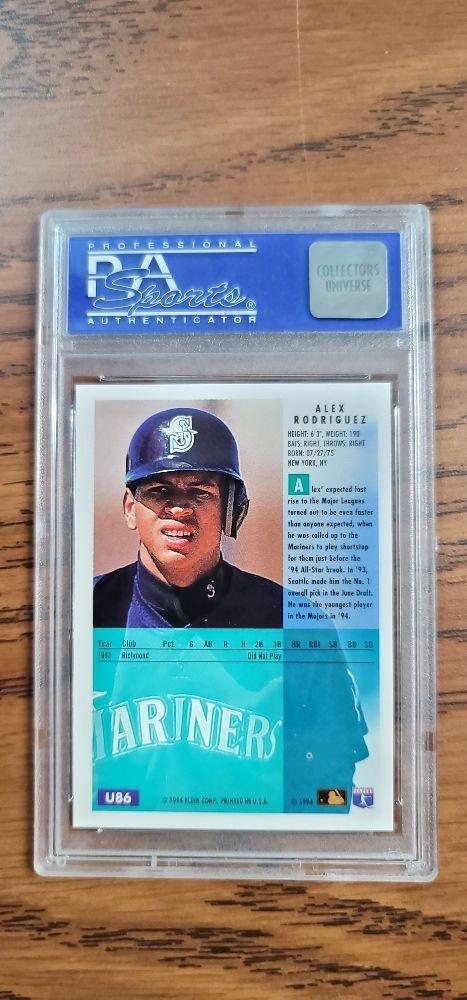 PROFESSIONAL
PSA
Sports®
AUTHENTICATOR
COLLECTORS
UNIVERSE
ALEX
RODRIGUEZ
HEIGHT: 6'3", WEIGHT: 190
BATS: RIGHT, THROWS: RIGHT
BORN: 07/27/75
NEW YORK, NY
Alex' expected fast
rise to the Major Leagues
turned out to be even faster
than anyone expected, when
he was called up to the
Mariners to play shortstop
for them just before the
'94 All-Star break. In '93,
Seattle made him the No. 1
overall pick in the June Draft.
He was the youngest player
in the Majors in '94.
Year Club Pct. G AB R H 2B 3B HR RBI SB BB SO
1993 Richmond Did Not Play
MARINERS
U86
© 1994 FLEER CORP., PRINTED IN U.S.A.